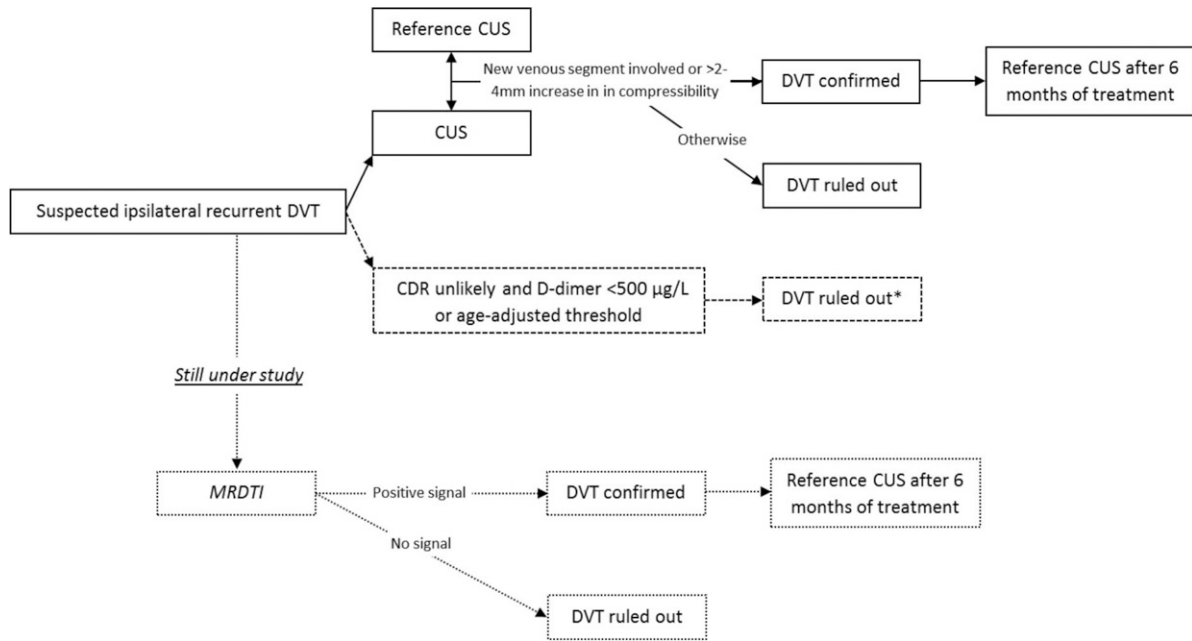 Reference CUS
New venous segment involved or >2-
4mm increase in in compressibility
DVT confirmed
Reference CUS after 6
months of treatment
CUS
Otherwise
DVT ruled out
Suspected ipsilateral recurrent DVT
CDR unlikely and D-dimer <500 µg/L
or age-adjusted threshold
DVT ruled out*
Still under study
MRDTI
Positive signal
DVT confirmed
Reference CUS after 6
months of treatment
No signal
DVT ruled out